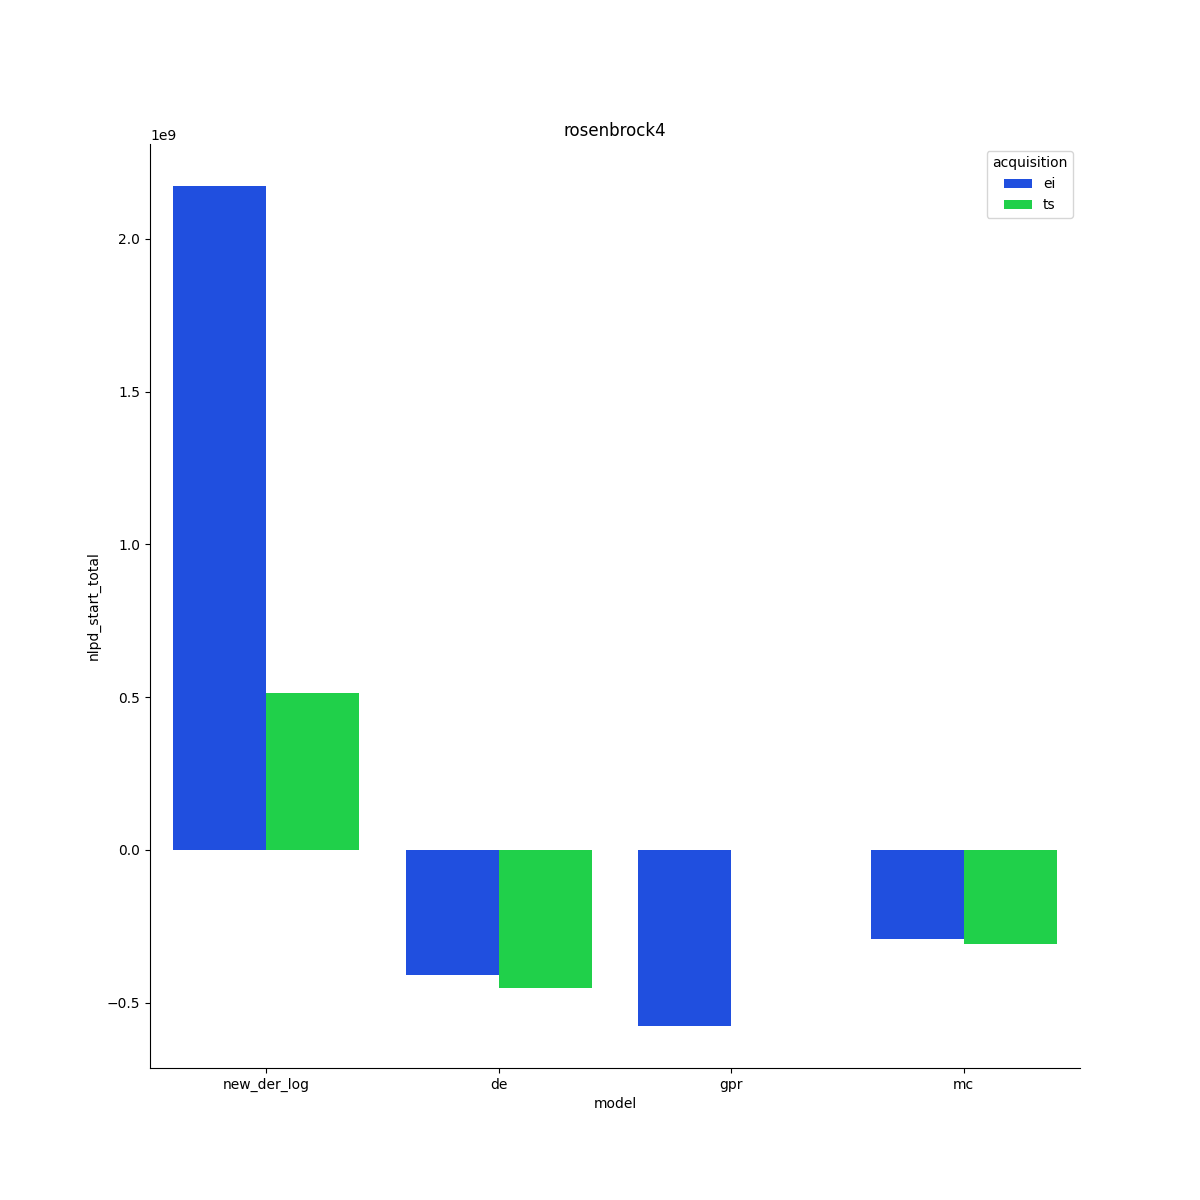 rosenbrock4
1e9
acquisition
ei
ts
2.0
1.5
1.0
0.5
0.0
−0.5
nlpd_start_total
new_der_log de gpr mc
model